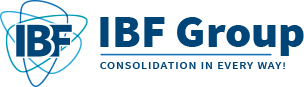 IBF
IBF Group
CONSOLIDATION IN EVERY WAY!